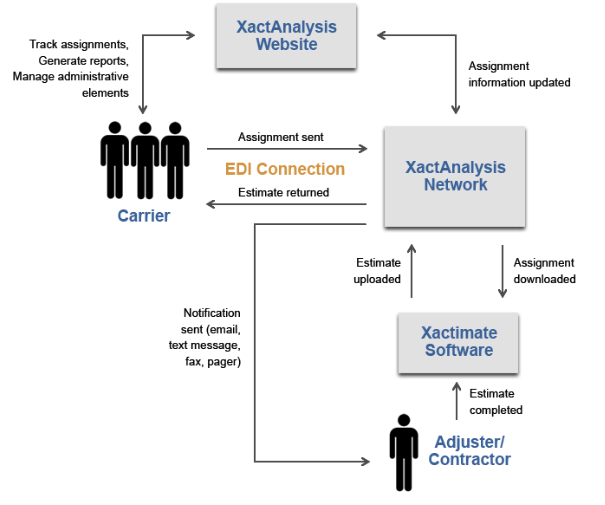 XactAnalysis
Website
Track assignments,
Generate reports,
Manage administrative
elements
Assignment
information updated
Assignment sent
EDI Connection
Estimate returned
XactAnalysis
Network
Carrier
Estimate
uploaded
Assignment
downloaded
Notification
sent (email,
text message,
fax, pager)
Xactimate
Software
Estimate
completed
Adjuster/
Contractor